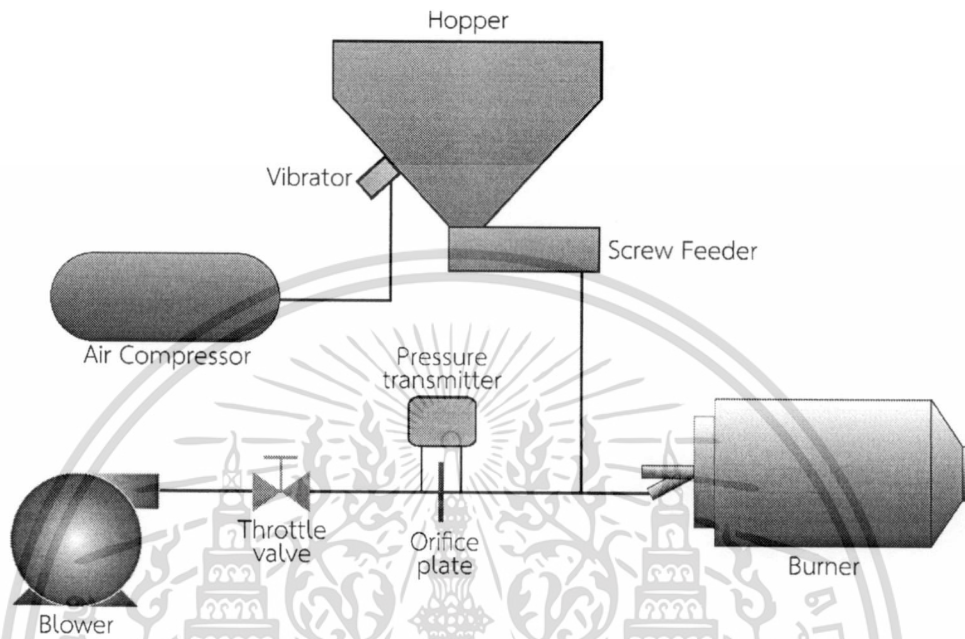 Hopper
Vibrator
Screw Feeder
Air Compressor
Pressure
transmitter
Throttle
valve
Orifice
plate
Burner
Blower